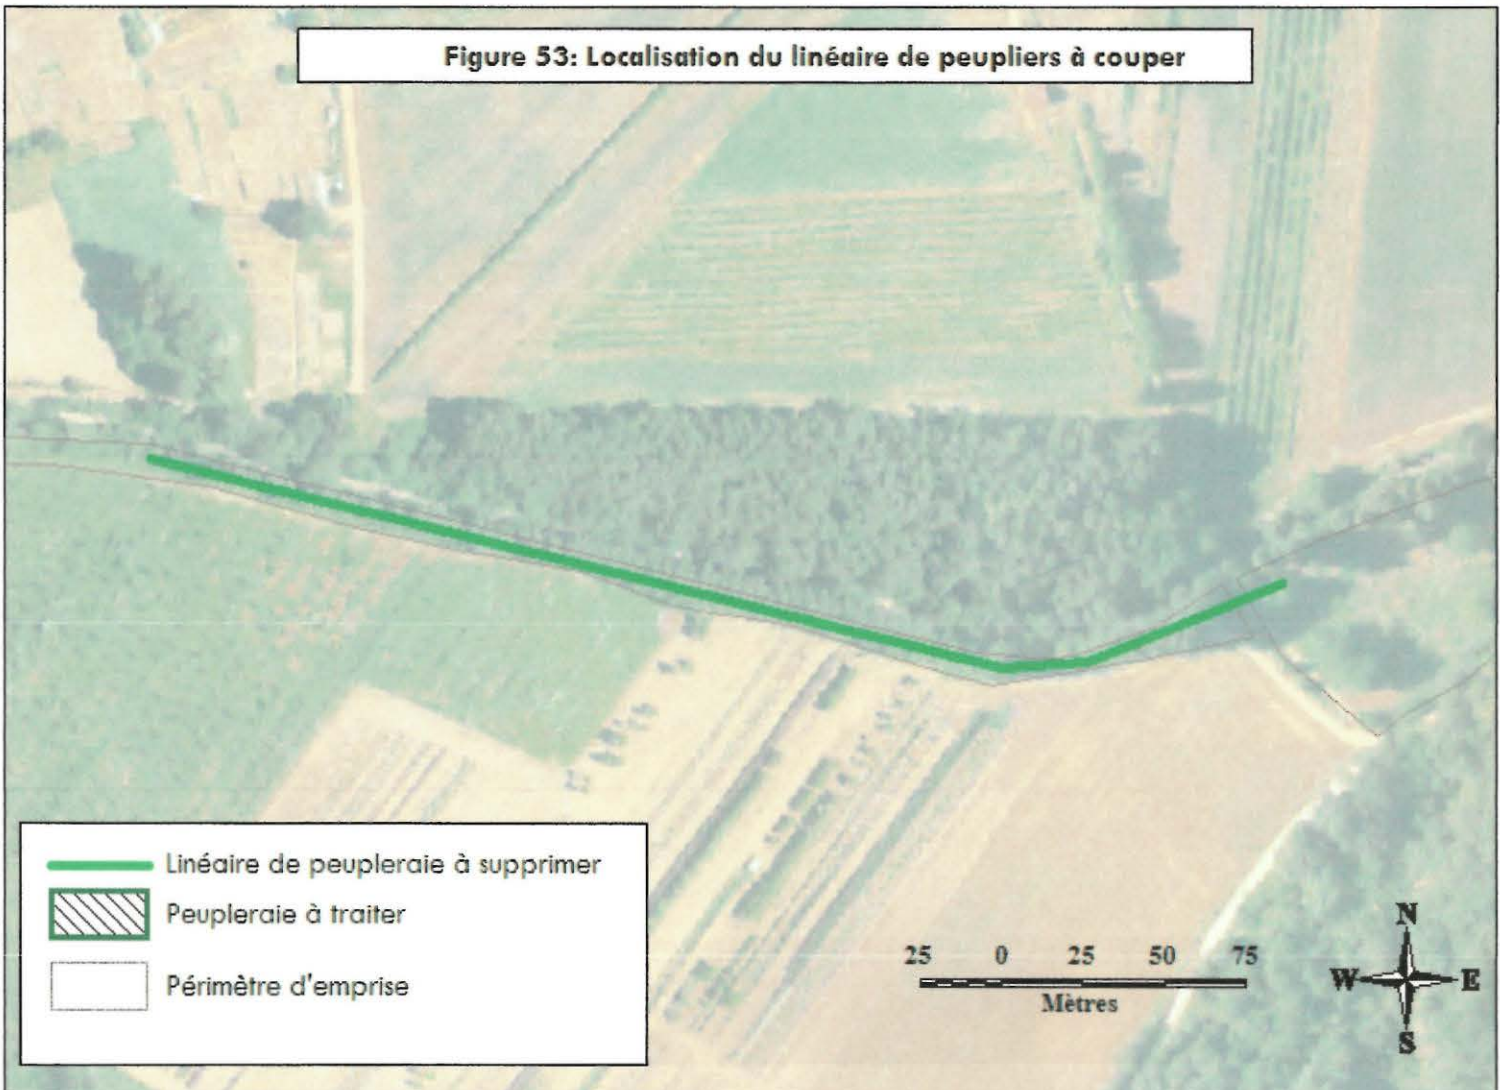 Figure 53: Localisation du linéaire de peupliers à couper
Linéaire de peupleraie à supprimer
Peupleraie à traiter
Périmètre d'emprise
25 0 25 50 75
Mètres
N
W E
S